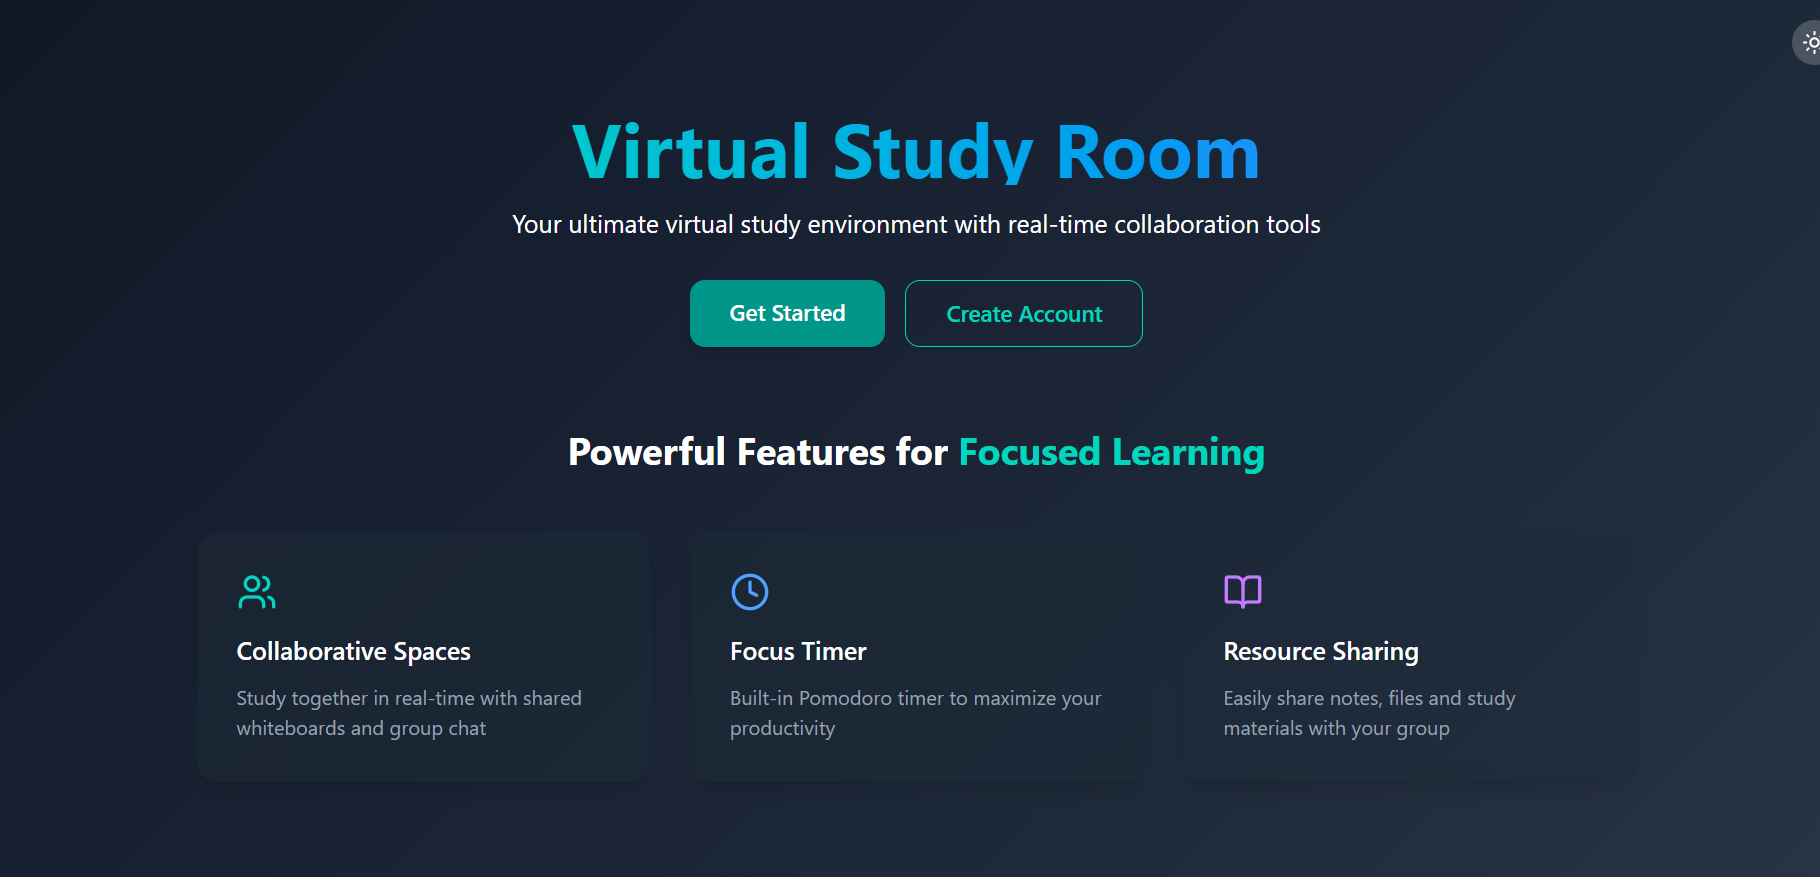 Virtual Study Room
Your ultimate virtual study environment with real-time collaboration tools
Get Started
Create Account
Powerful Features for Focused Learning
Collaborative Spaces
Study together in real-time with shared
whiteboards and group chat
Focus Timer
Built-in Pomodoro timer to maximize your
productivity
Resource Sharing
Easily share notes, files and study
materials with your group